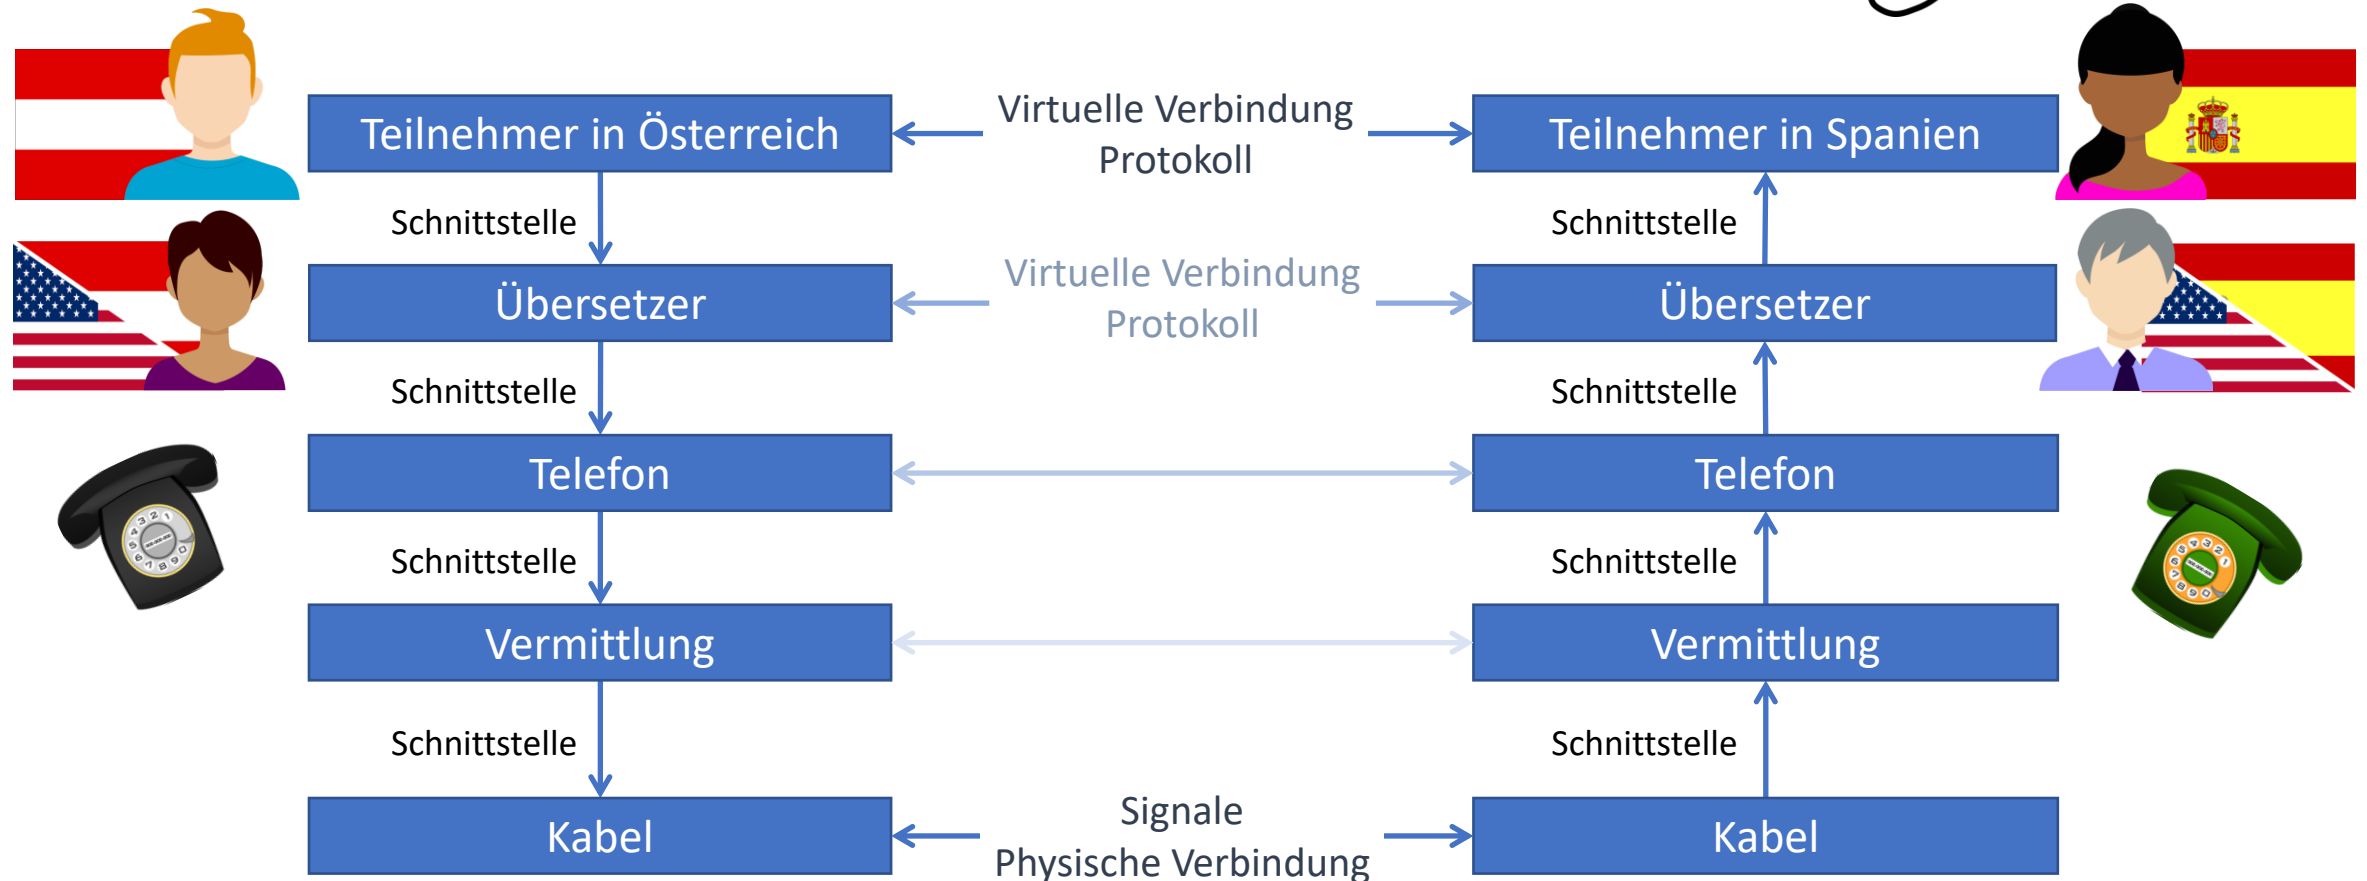 Teilnehmer in Österreich
Virtuelle Verbindung
Protokoll
Teilnehmer in Spanien
Schnittstelle
Schnittstelle
Übersetzer
Virtuelle Verbindung
Protokoll
Übersetzer
Schnittstelle
Schnittstelle
Telefon
Telefon
Schnittstelle
Schnittstelle
Vermittlung
Vermittlung
Schnittstelle
Schnittstelle
Kabel
Signale
Physische Verbindung
Kabel